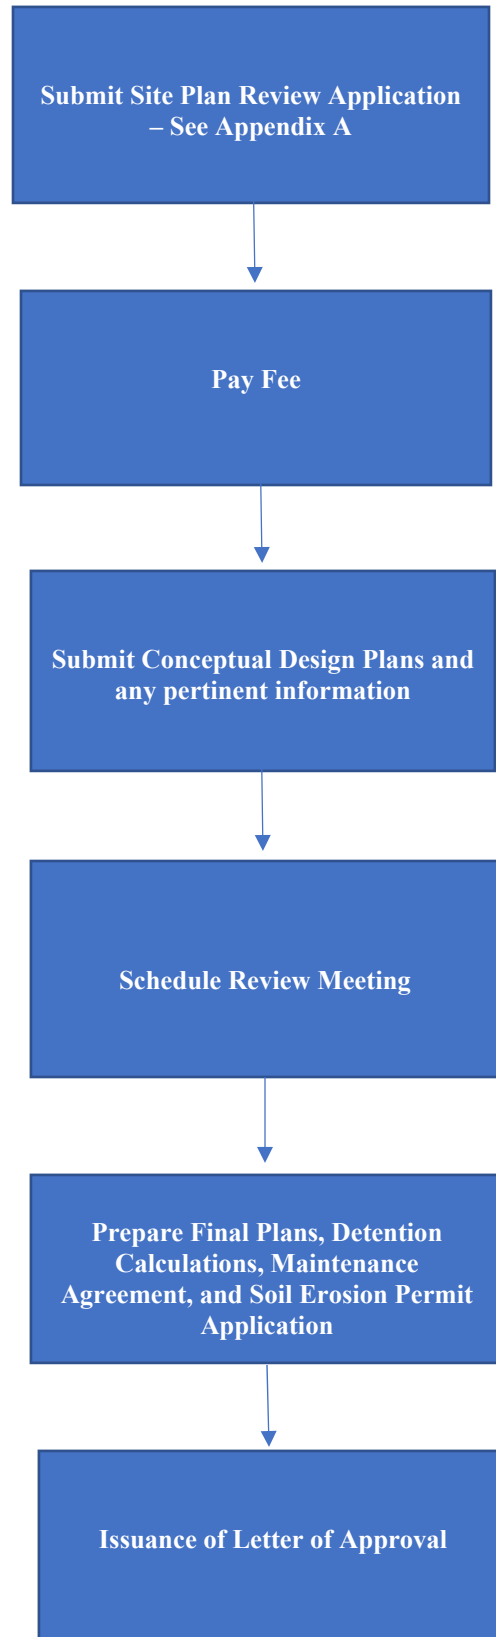 Submit Site Plan Review Application
– See Appendix A
Pay Fee
Submit Conceptual Design Plans and
any pertinent information
Schedule Review Meeting
Prepare Final Plans, Detention
Calculations, Maintenance
Agreement, and Soil Erosion Permit
Application
Issuance of Letter of Approval